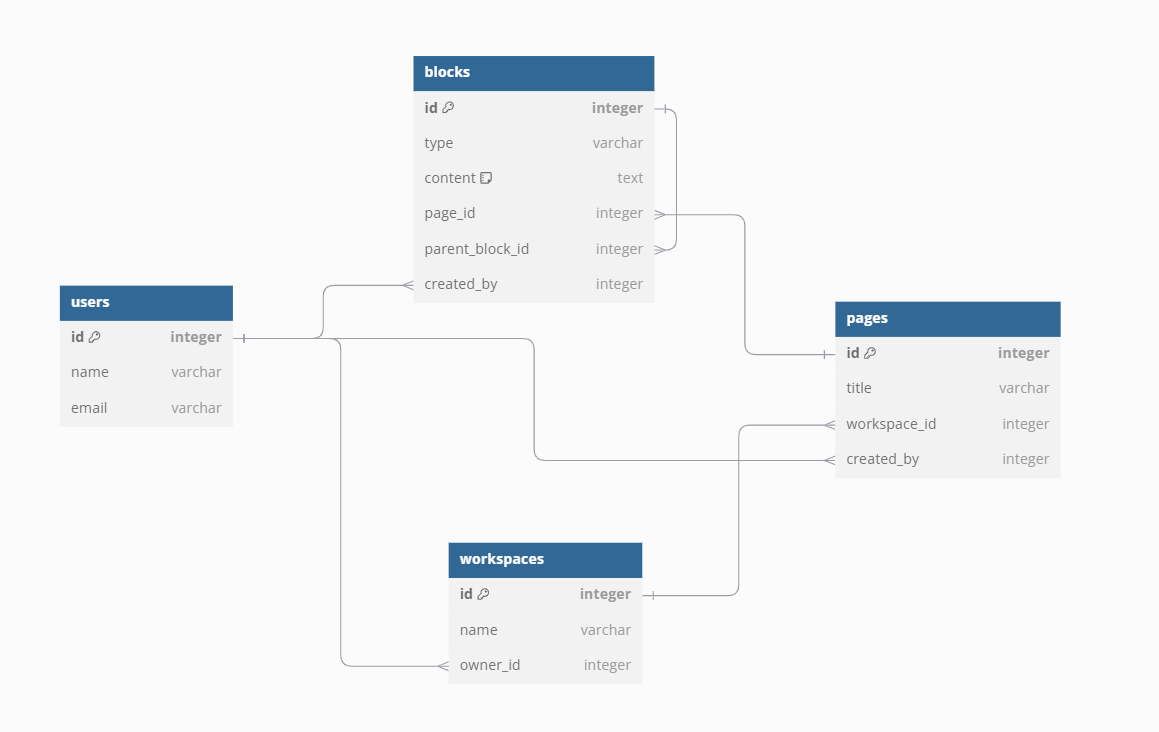 blocks
id integer
type varchar
content text
page_id integer
parent_block_id integer
created_by integer
users
id integer
name varchar
email varchar
pages
id integer
title varchar
workspace_id integer
created_by integer
workspaces
id integer
name varchar
owner_id integer